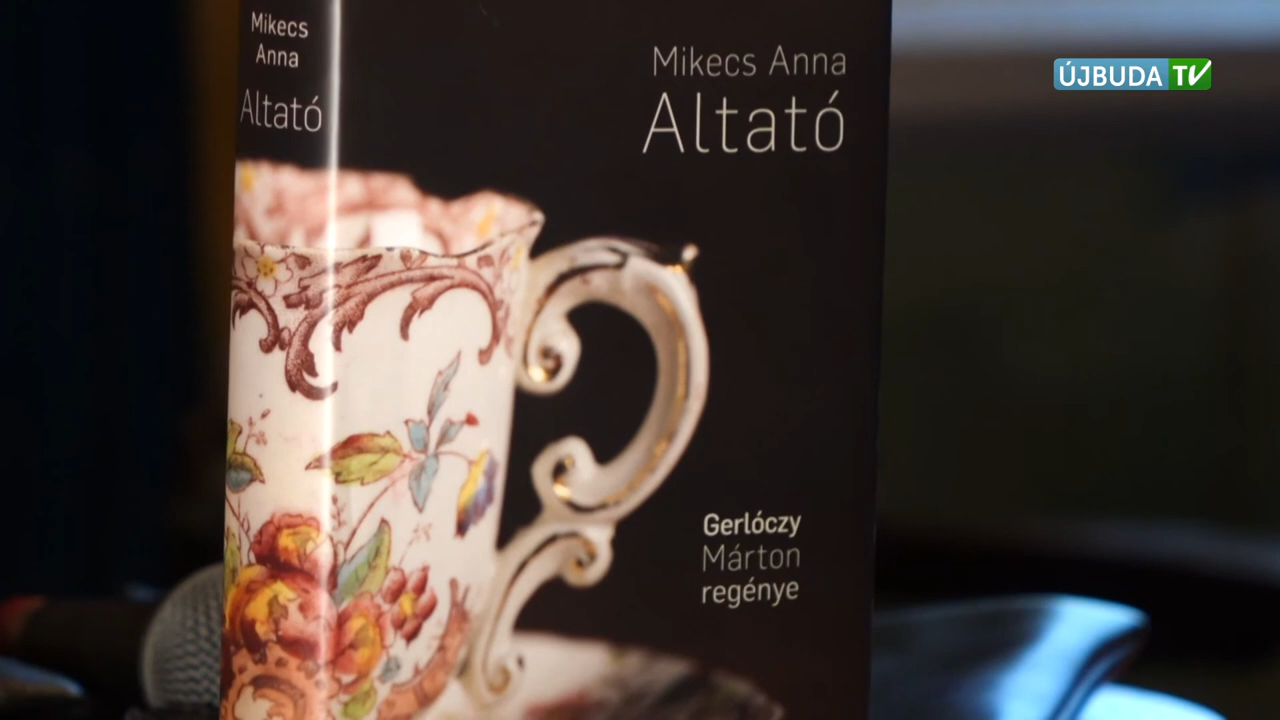 Mikecs
Anna
Altató
Mikecs Anna
Altató
ÚJBUDA TV
Gerlóczy
Márton
regénye